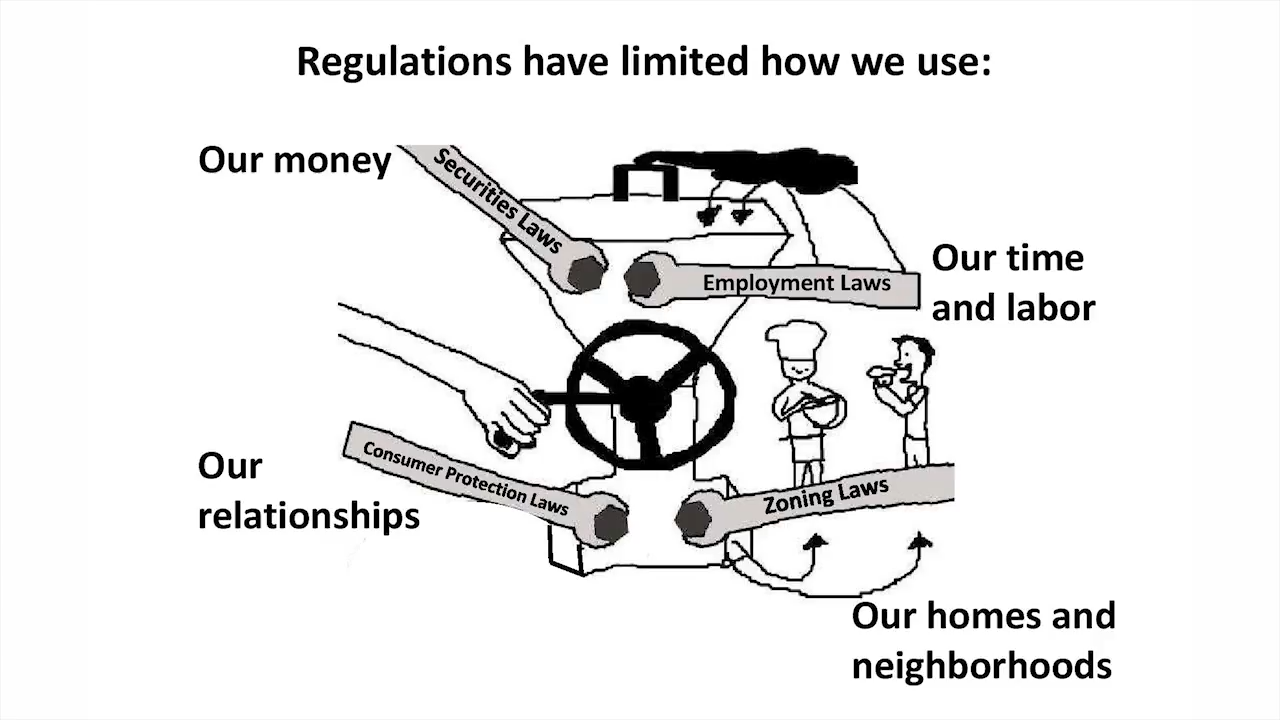 Regulations have limited how we use:
Our money
Securities Laws
Employment Laws
Our time
and labor
Consumer Protection Laws
Our
relationships
Zoning Laws
Our homes and
neighborhoods